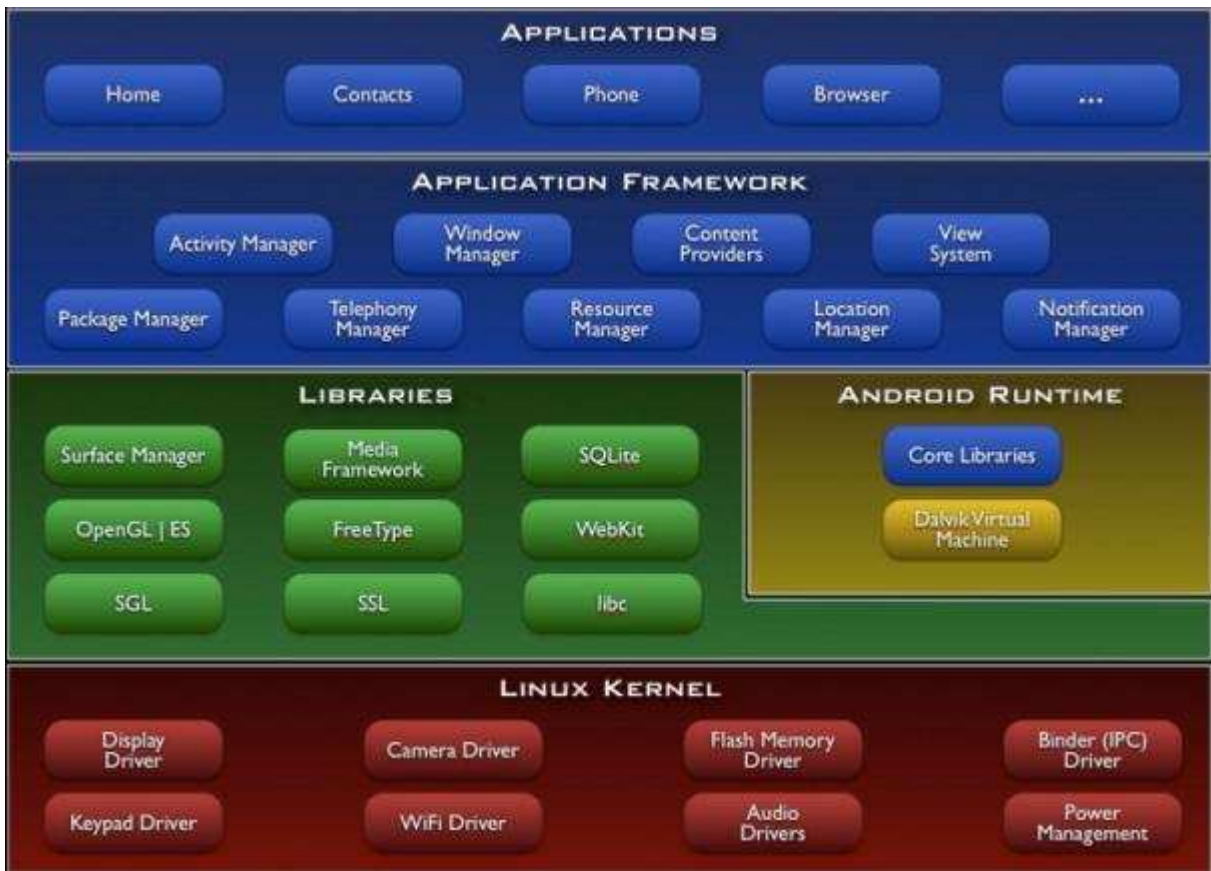 APPLICATIONS
Home
Contacts
Phone
Browser
...
APPLICATION FRAMEWORK
Activity Manager
Window
Manager
Content
Providers
View
System
Package Manager
Telephony
Manager
Resource
Manager
Location
Manager
Notification
Manager
LIBRARIES
Surface Manager
Media
Framework
SQLite
OpenGL | ES
FreeType
WebKit
SGL
SSL
libc
ANDROID RUNTIME
Core Libraries
Dalvik Virtual
Machine
LINUX KERNEL
Display
Driver
Camera Driver
Flash Memory
Driver
Binder (IPC)
Driver
Keypad Driver
WiFi Driver
Audio
Drivers
Power
Management